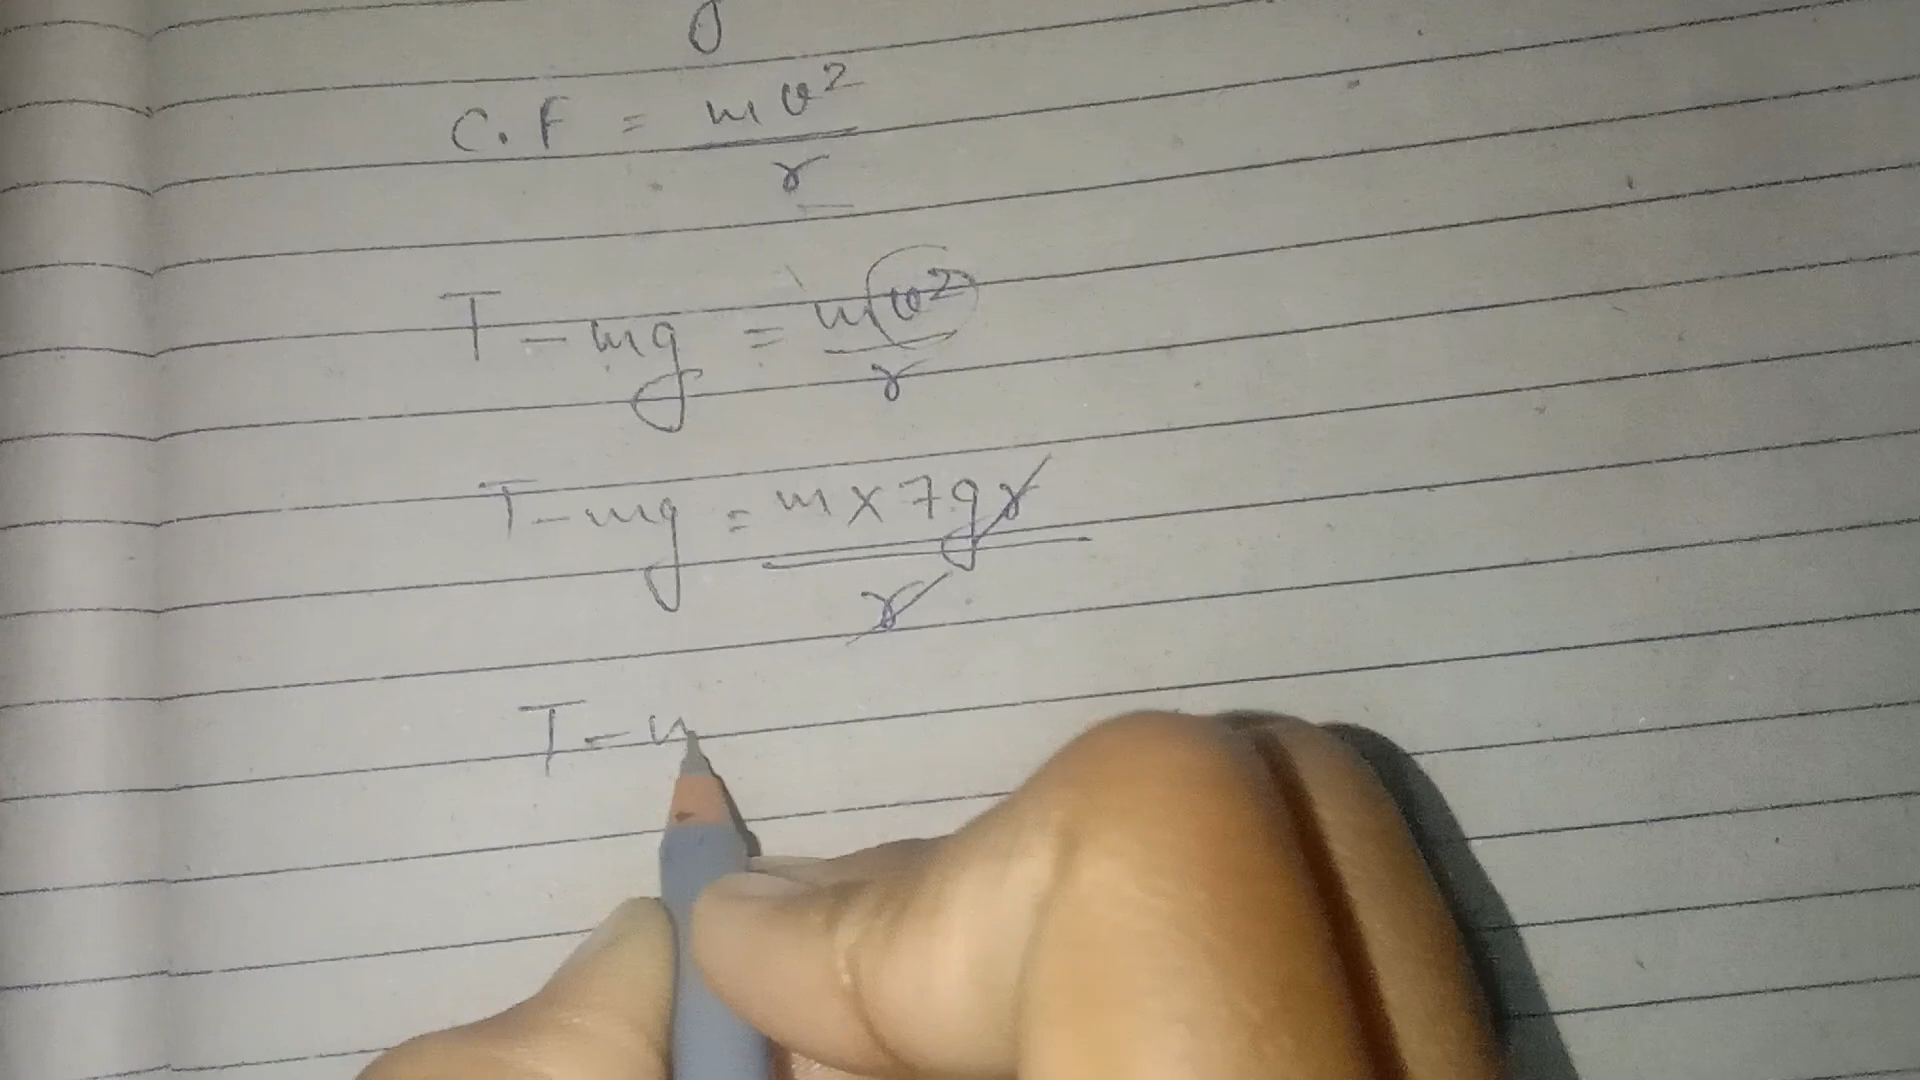 C.F = mv²/r
T - mg = mv²/r
T - mg = m x 7gr/r
T - m